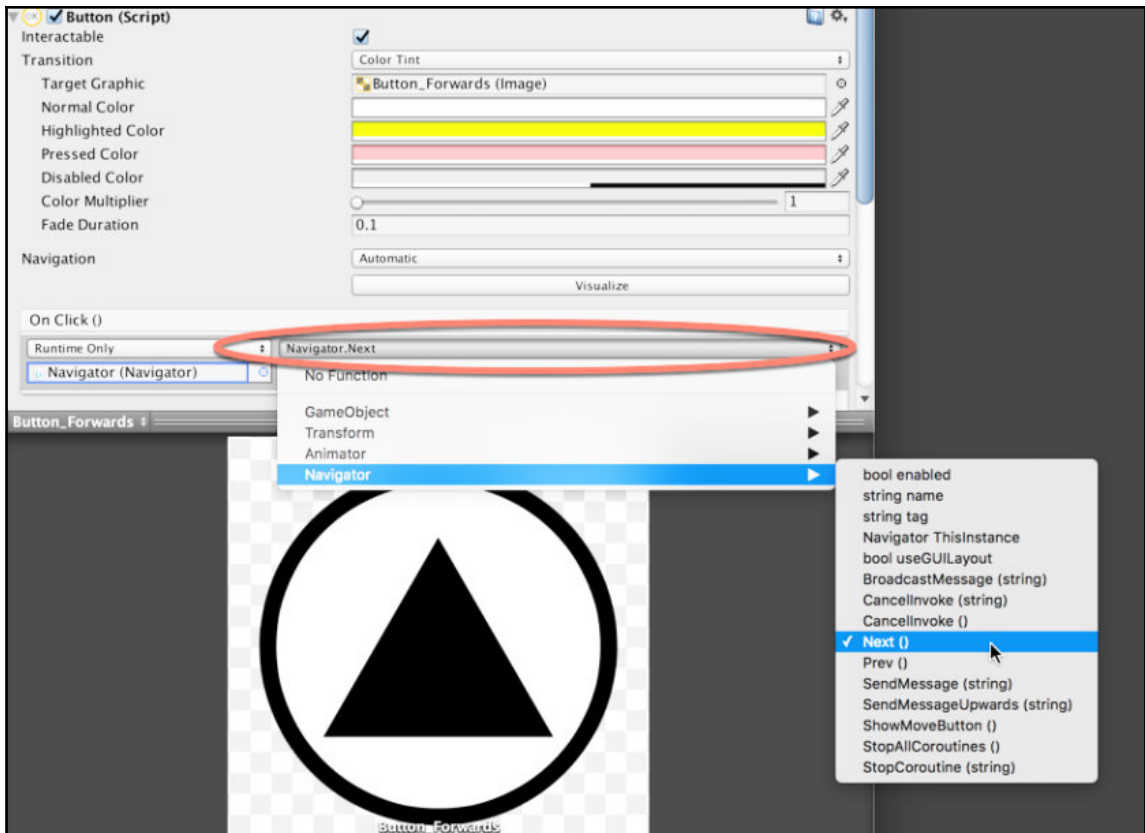 OK Button (Script)
Interactable
Transition Color Tint
Target Graphic Button_Forwards (Image)
Normal Color
Highlighted Color
Pressed Color
Disabled Color
Color Multiplier 1
Fade Duration 0.1
Navigation Automatic
Visualize
On Click ()
Runtime Only Navigator.Next
Navigator (Navigator)
No Function
GameObject
Transform
Animator
Navigator
Button_Forwards
bool enabled
string name
string tag
Navigator ThisInstance
bool useGUILayout
BroadcastMessage (string)
CancelInvoke (string)
CancelInvoke ()
Next ()
Prev ()
SendMessage (string)
SendMessageUpwards (string)
ShowMoveButton ()
StopAllCoroutines ()
StopCoroutine (string)
Button_Forwards